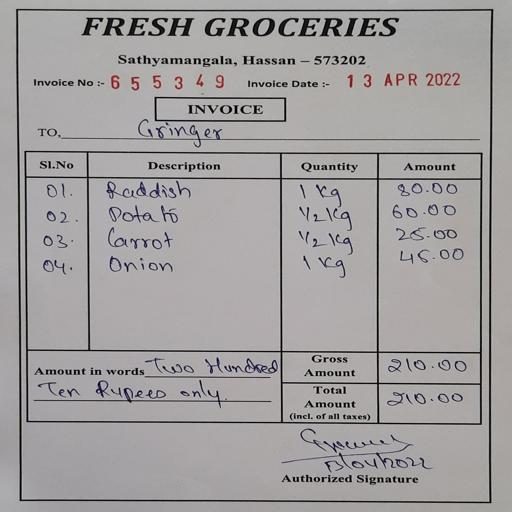 FRESH GROCERIES
Sathyamangala, Hassan – 573202
Invoice No :- 655349 Invoice Date :- 13 APR 2022
INVOICE
TO, Gringer
Sl.No Description Quantity Amount
01. Raddish 1 kg 80.00
02. Potato 1/2 kg 60.00
03. Carrot 1/2 kg 25.00
04. Onion 1 kg 45.00
Amount in words Two Hundred
Ten Rupees only.
Gross Amount 210.00
Total Amount (incl. of all taxes) 210.00
13/04/2022
Authorized Signature